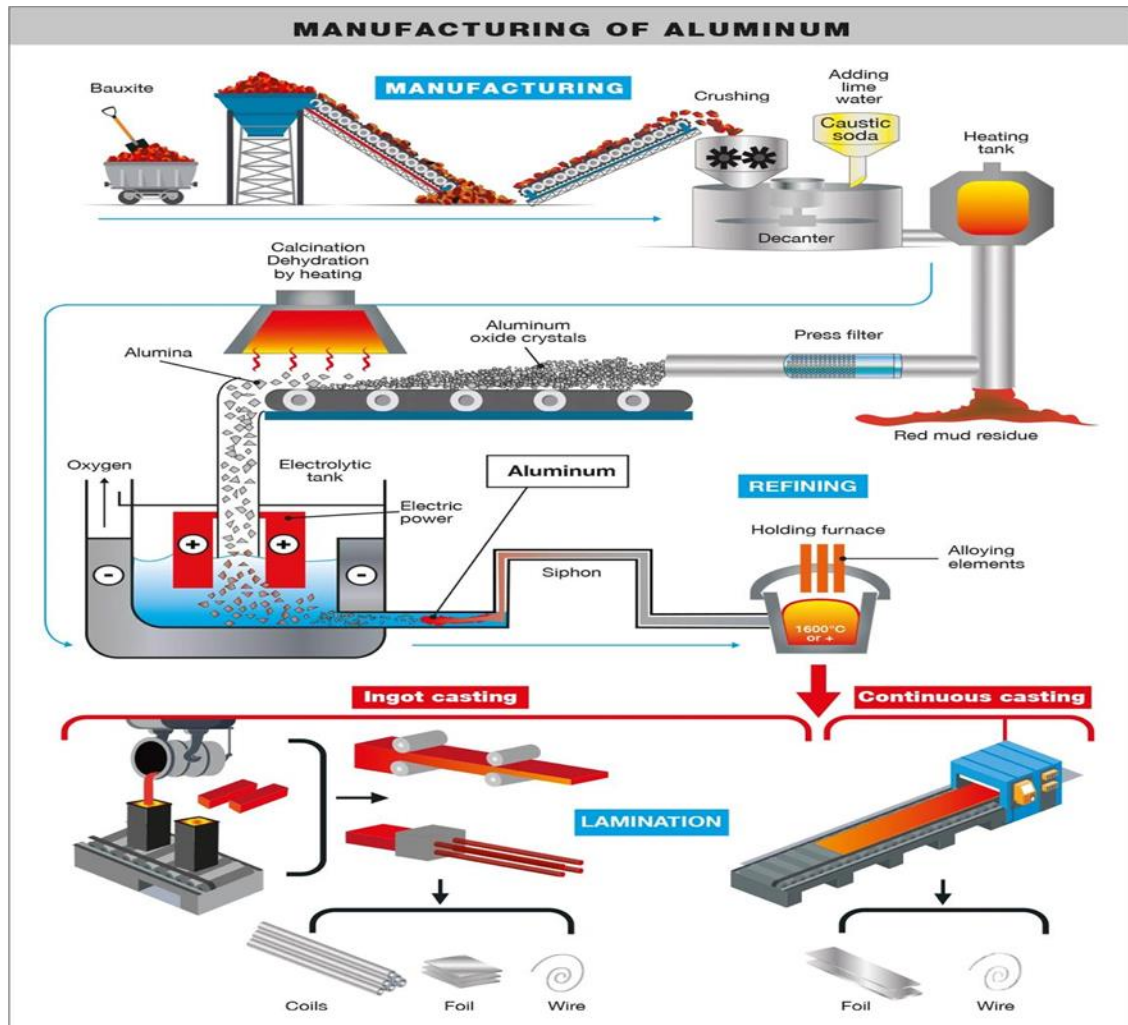 MANUFACTURING OF ALUMINUM
Bauxite
MANUFACTURING
Crushing
Adding
lime
water
Caustic
soda
Heating
tank
Decanter
Calcination
Dehydration
by heating
Alumina
Aluminum
oxide crystals
Press filter
Red mud residue
Oxygen
Electrolytic
tank
Aluminum
Electric
power
+
+
-
-
REFINING
Holding furnace
Alloying
elements
Siphon
1600°C
or +
Ingot casting
Continuous casting
LAMINATION
Coils
Foil
Wire
Foil
Wire